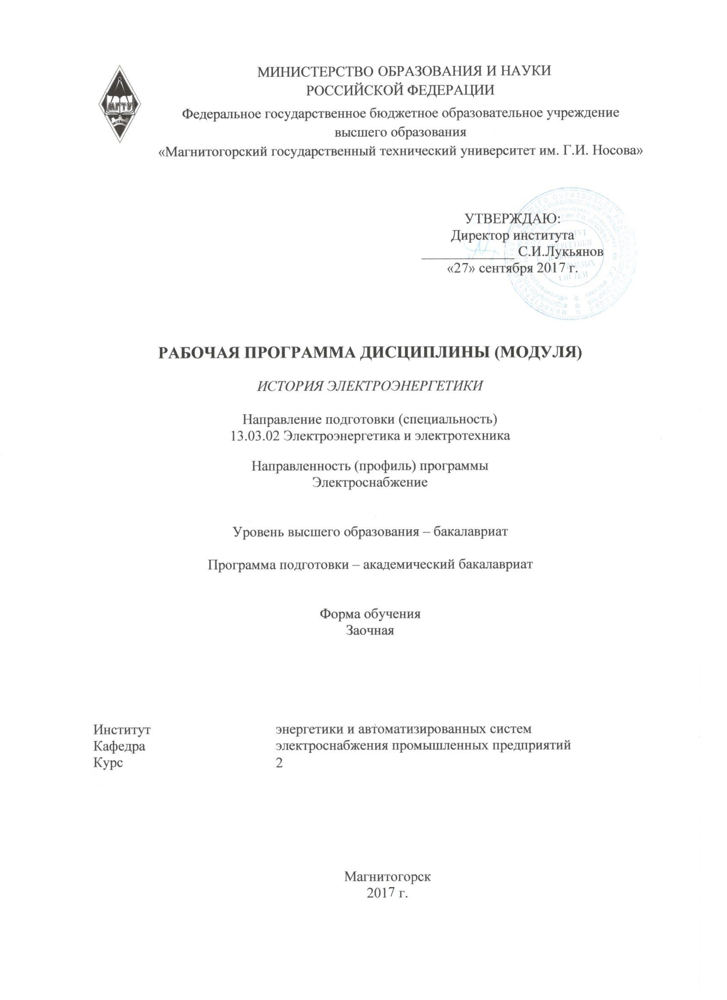 МИНИСТЕРСТВО ОБРАЗОВАНИЯ И НАУКИ
РОССИЙСКОЙ ФЕДЕРАЦИИ
Федеральное государственное бюджетное образовательное учреждение
высшего образования
«Магнитогорский государственный технический университет им. Г.И. Носова»
МГТУ
УТВЕРЖДАЮ:
Директор института
С.И.Лукьянов
«27» сентября 2017 г.
РАБОЧАЯ ПРОГРАММА ДИСЦИПЛИНЫ (МОДУЛЯ)
ИСТОРИЯ ЭЛЕКТРОЭНЕРГЕТИКИ
Направление подготовки (специальность)
13.03.02 Электроэнергетика и электротехника
Направленность (профиль) программы
Электроснабжение
Уровень высшего образования – бакалавриат
Программа подготовки – академический бакалавриат
Форма обучения
Заочная
Институт энергетики и автоматизированных систем
Кафедра электроснабжения промышленных предприятий
Курс 2
Магнитогорск
2017 г.